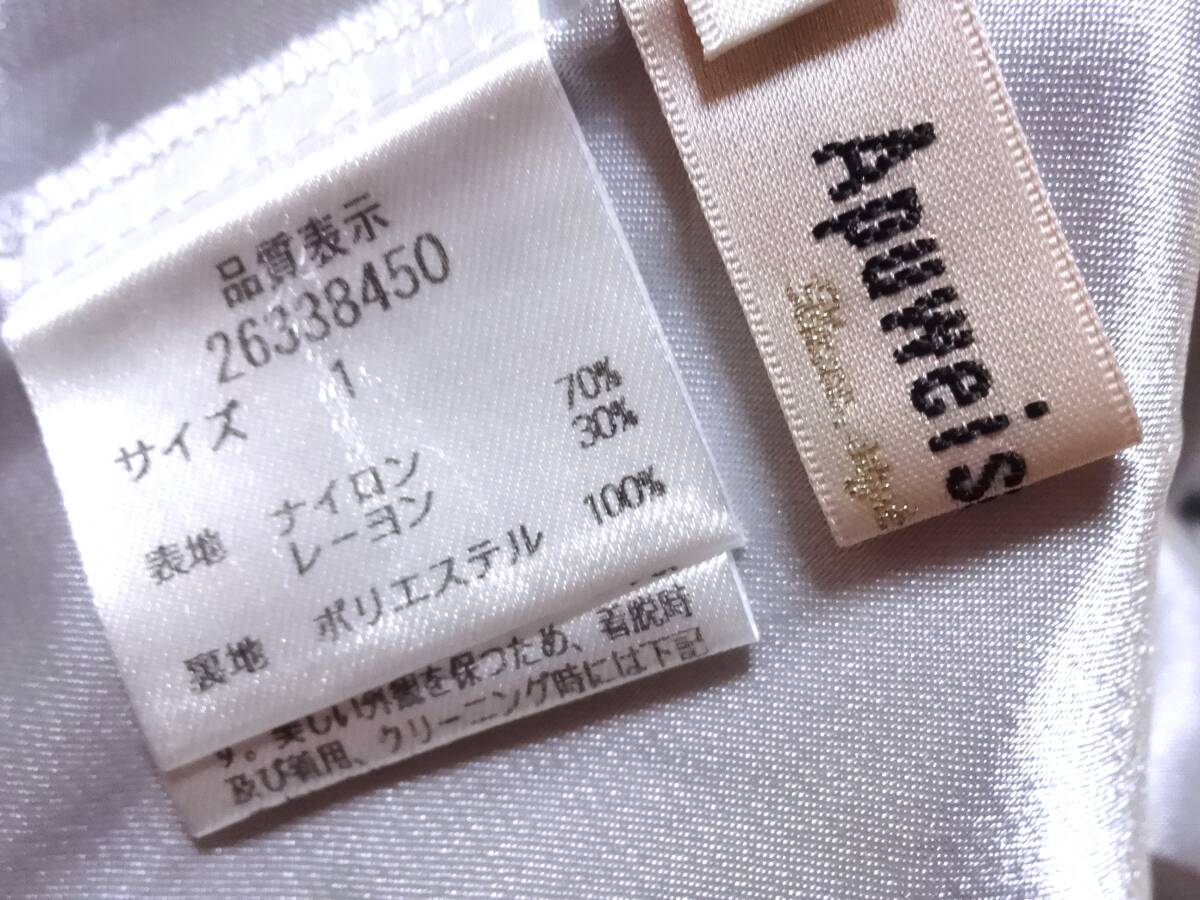 品質表示
26338450
サイズ 1
表地 ナイロン 70%
レーヨン 30%
裏地 ポリエステル 100%
す。美しい外観を保つため、着脱時
及び着用、クリーニング時には下記
Apuweis